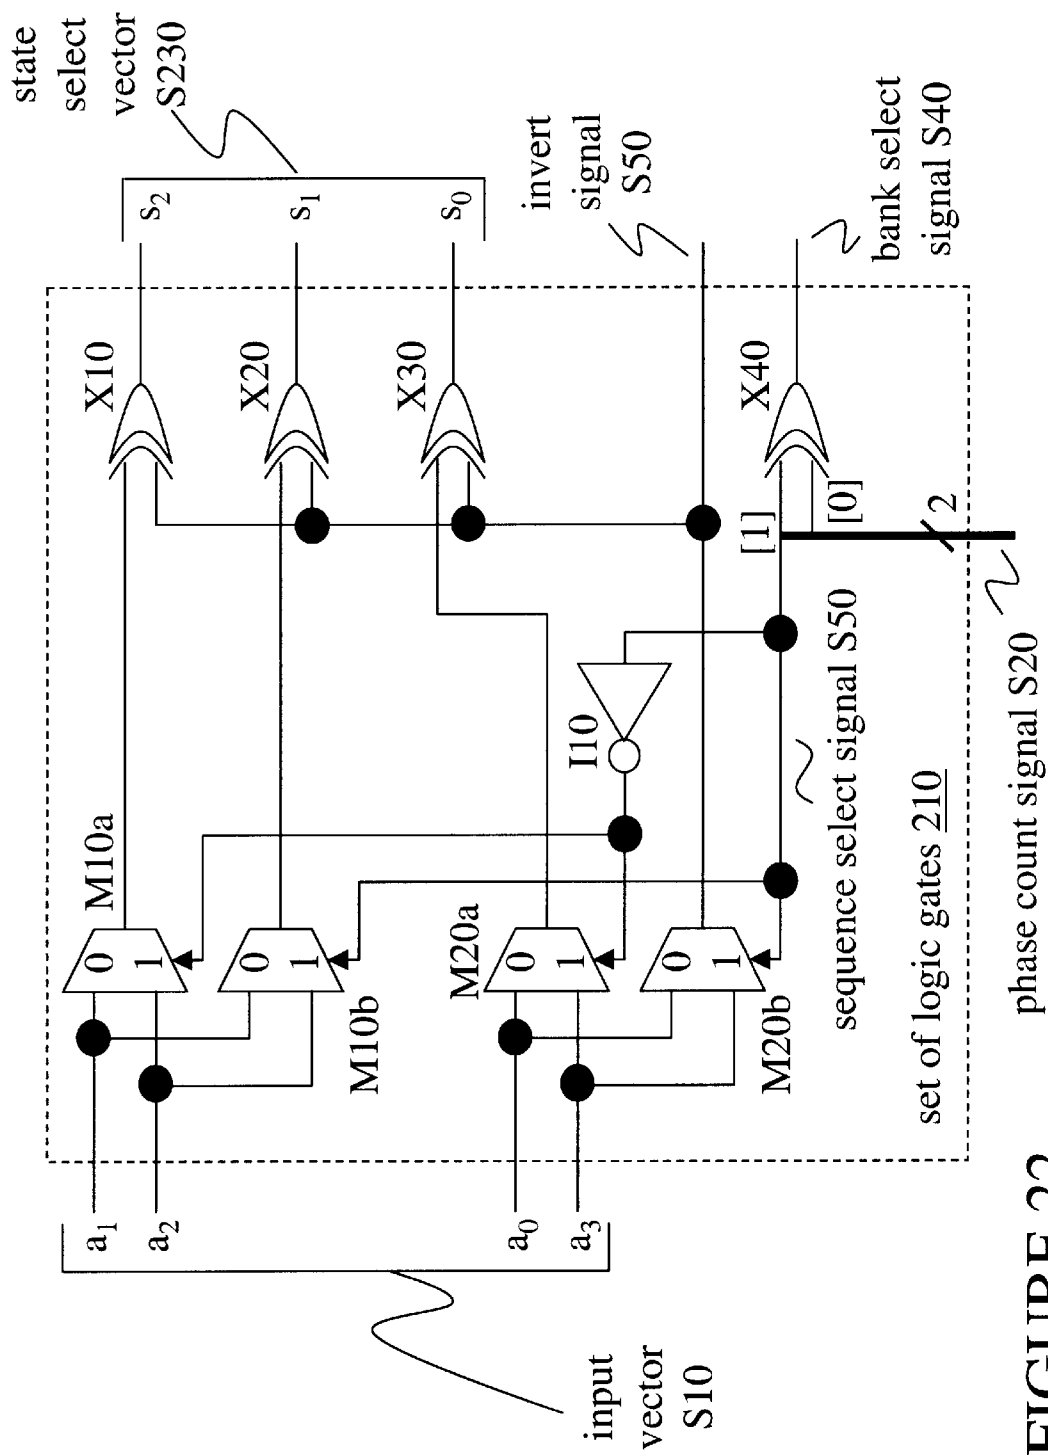 state
select
vector
S230
s2
s1
s0
X10
X20
X30
X40
invert
signal
S50
bank select
signal S40
[1]
[0]
2
M10a
0
1
M10b
0
1
M20a
0
1
M20b
0
1
I10
sequence select signal S50
set of logic gates 210
phase count signal S20
a1
a2
a0
a3
input
vector
S10
FIGURE 22